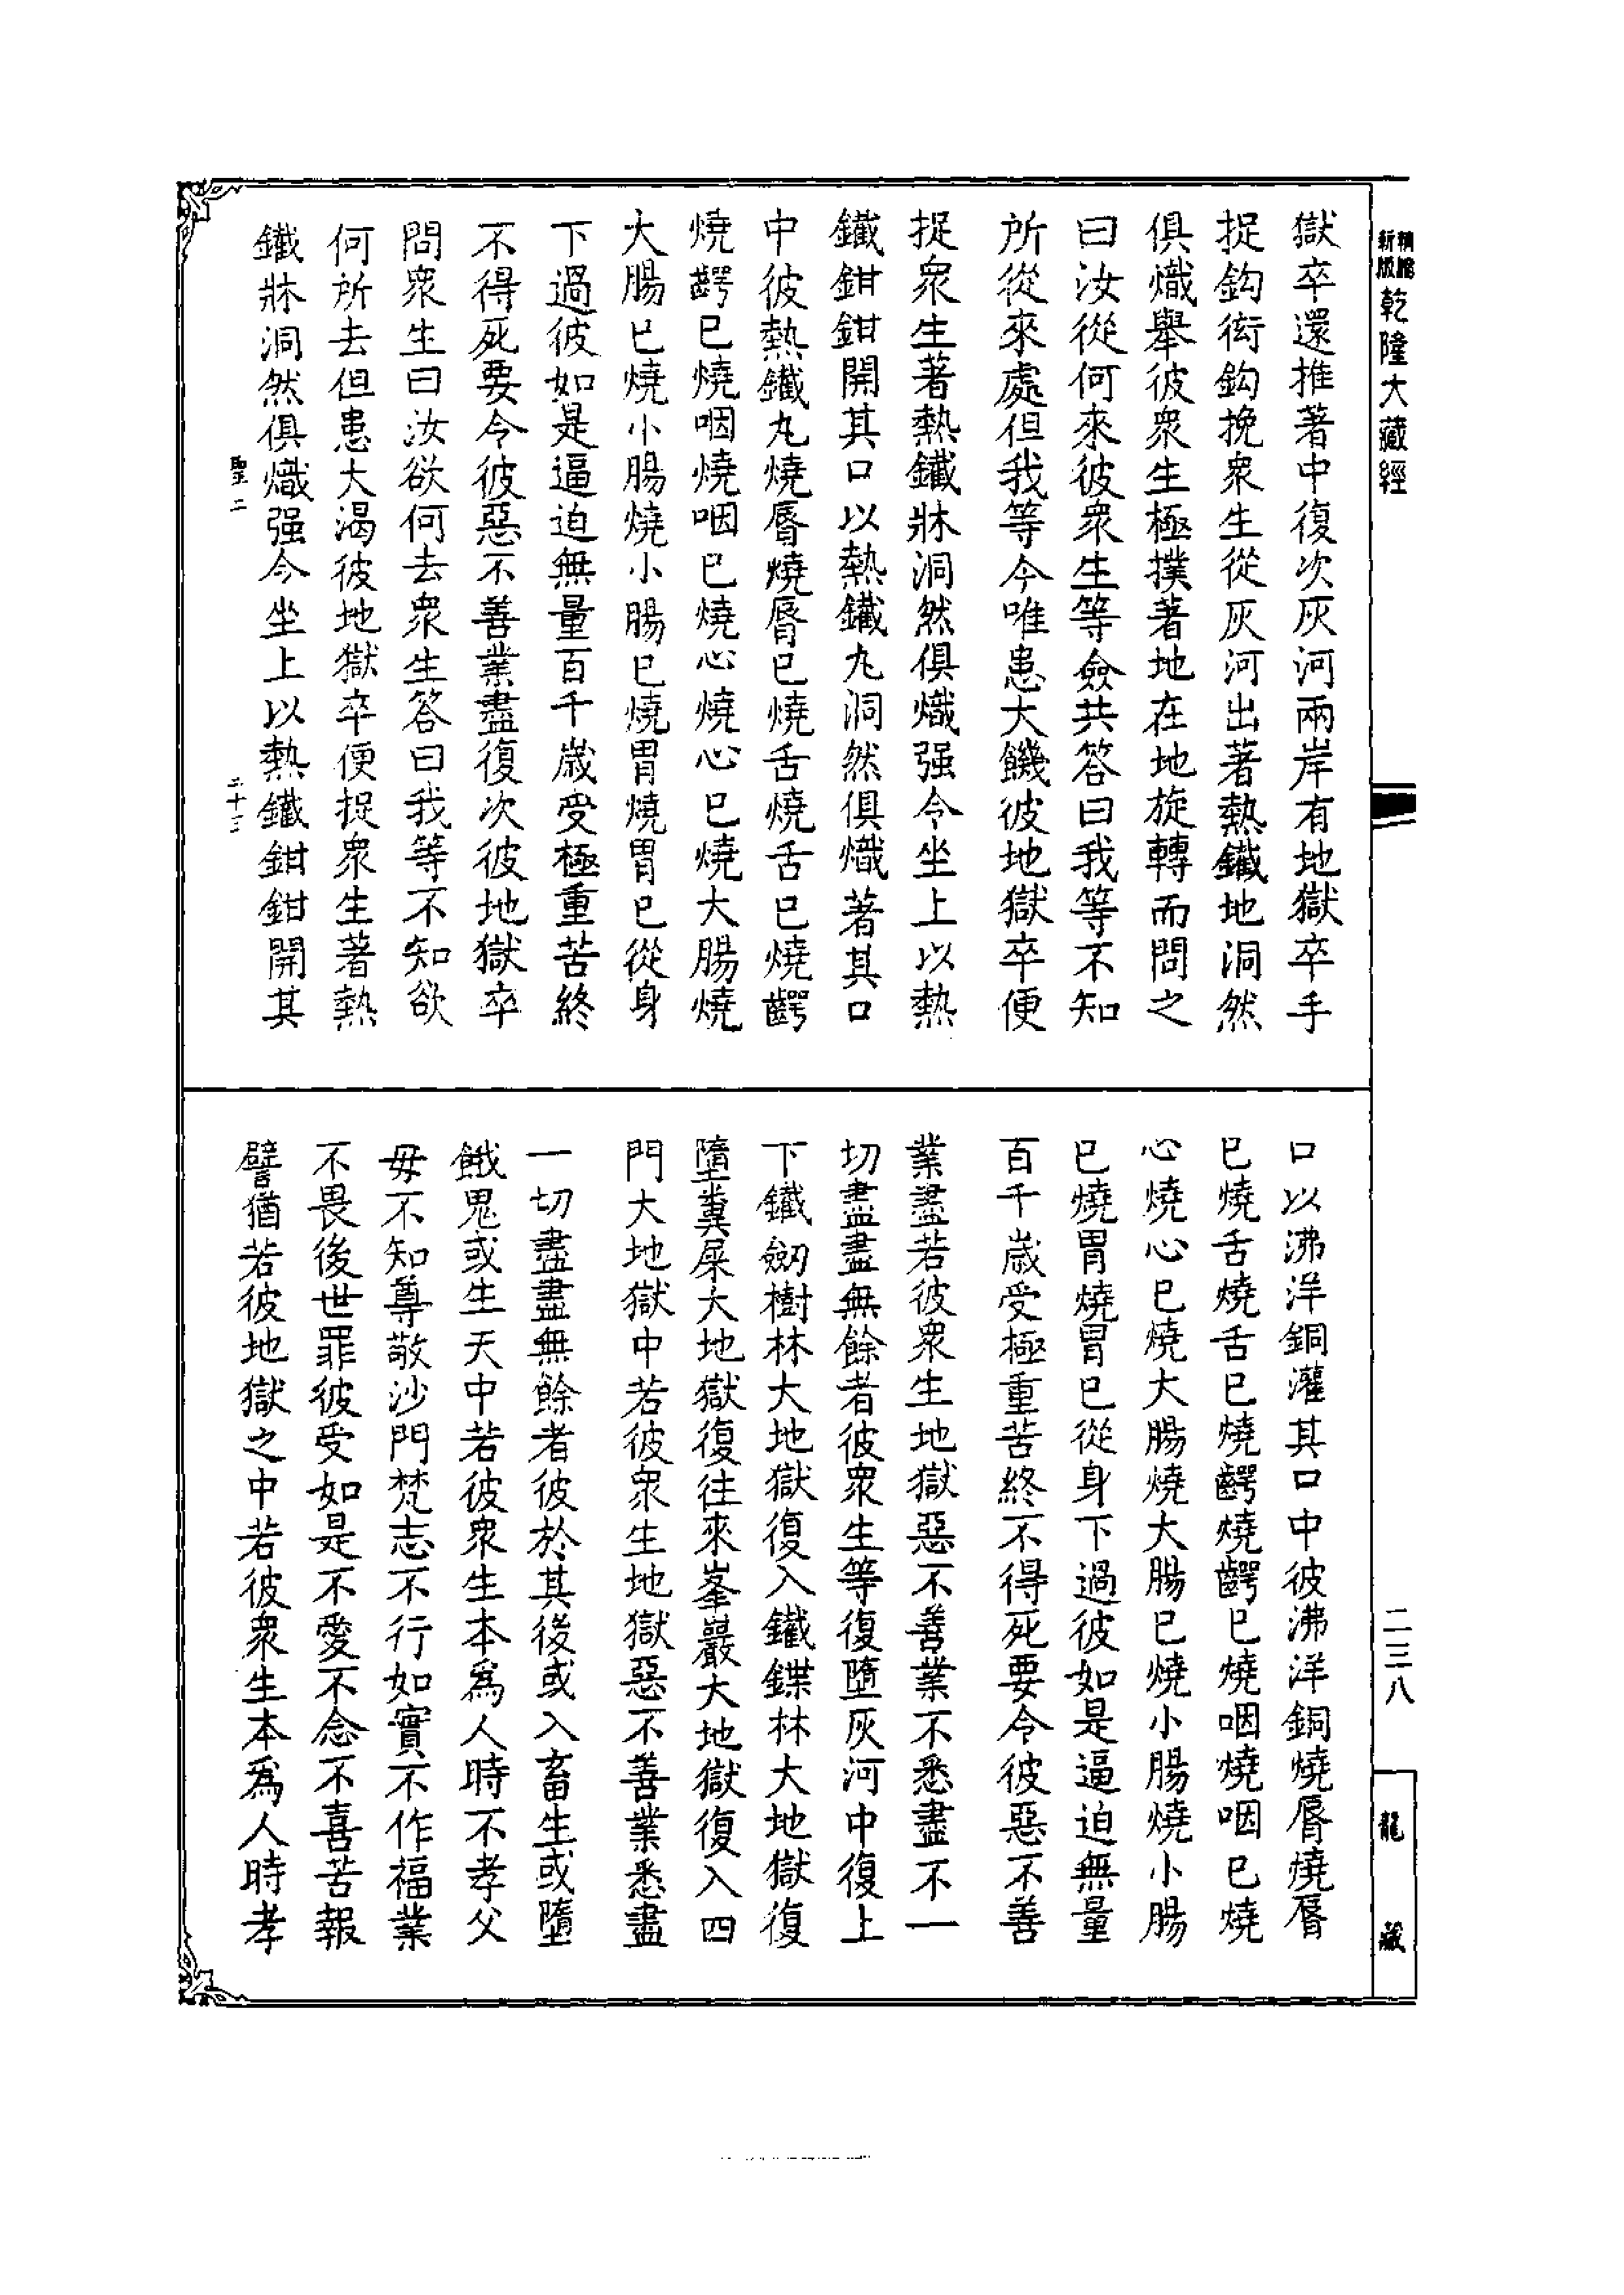 精縮新版乾隆大藏經
獄卒還推著中復次灰河兩岸有地獄卒手
捉鈎衒鈎挽衆生從灰河出著熱鐵地洞然
俱熾舉彼衆生極撲著地在地旋轉而問之
曰汝從何來彼衆生等僉共答曰我等不知
所從來處但我等今唯患大饑彼地獄卒便
捉衆生著熱鐵牀洞然俱熾强令坐上以熱
鐵鉗鉗開其口以熱鐵丸洞然俱熾著其口
中彼熱鐵丸燒脣燒脣已燒舌燒舌已燒齶
燒齶已燒咽燒咽已燒心燒心已燒大腸燒
大腸已燒小腸燒小腸已燒胃燒胃已從身
下過彼如是逼迫無量百千歲受極重苦終
不得死要令彼惡不善業盡復次彼地獄卒
問衆生曰汝欲何去衆生答曰我等不知欲
何所去但患大渴彼地獄卒便捉衆生著熱
鐵牀洞然俱熾强令坐上以熱鐵鉗鉗開其
聖二 二十三
口以沸洋銅灌其口中彼沸洋銅燒脣燒脣
已燒舌燒舌已燒齶燒齶已燒咽燒咽已燒
心燒心已燒大腸燒大腸已燒小腸燒小腸
已燒胃燒胃已從身下過彼如是逼迫無量
百千歲受極重苦終不得死要令彼惡不善
業盡若彼衆生地獄惡不善業不悉盡不一
切盡盡無餘者彼衆生等復墮灰河中復上
下鐵劒樹林大地獄復入鐵鍱林大地獄復
墮糞屎大地獄復往來峯巖大地獄復入四
門大地獄中若彼衆生地獄惡不善業悉盡
一切盡盡無餘者彼於其後或入畜生或墮
餓鬼或生天中若彼衆生本爲人時不孝父
母不知尊敬沙門梵志不行如實不作福業
不畏後世罪彼受如是不愛不念不喜苦報
譬猶若彼地獄之中若彼衆生本爲人時孝
二三八
龍藏